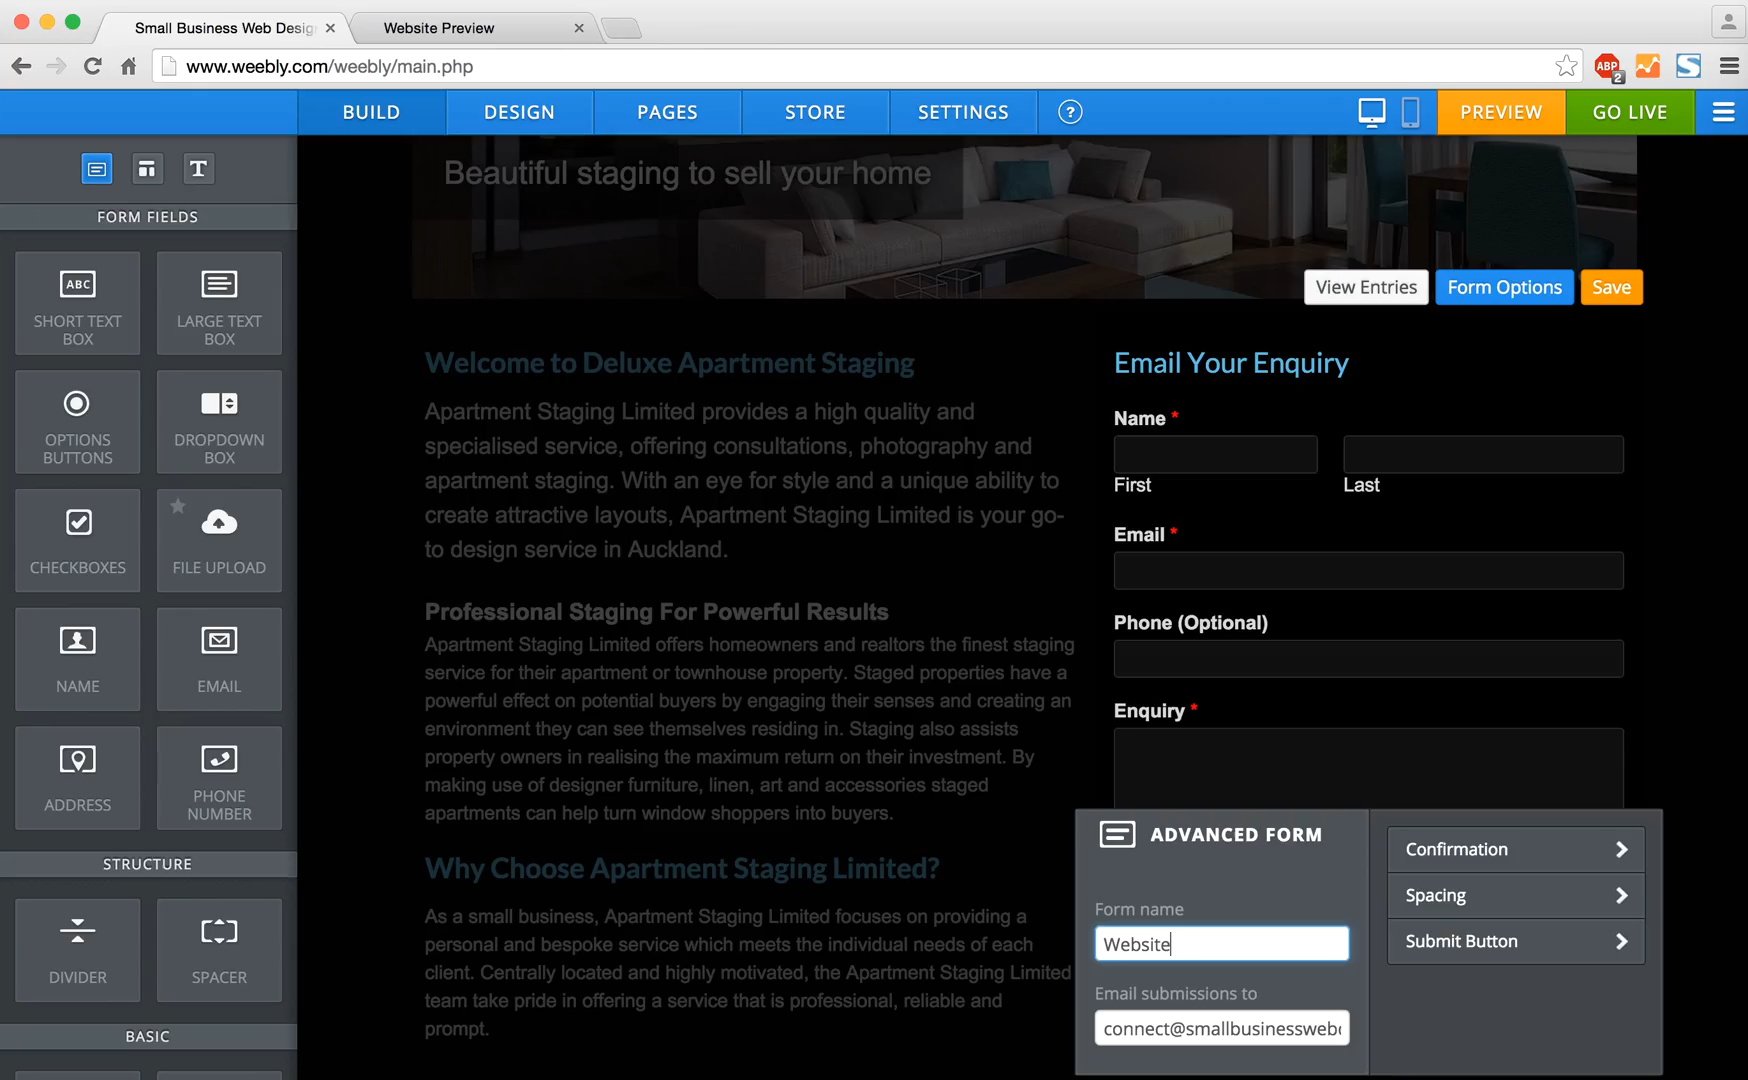 Small Business Web Desig
Website Preview
www.weebly.com/weebly/main.php
ABP
2
BUILD
DESIGN
PAGES
STORE
SETTINGS
?
PREVIEW
GO LIVE
T
FORM FIELDS
ABC
SHORT TEXT
BOX
LARGE TEXT
BOX
OPTIONS
BUTTONS
DROPDOWN
BOX
CHECKBOXES
FILE UPLOAD
NAME
EMAIL
ADDRESS
PHONE
NUMBER
STRUCTURE
DIVIDER
SPACER
BASIC
Beautiful staging to sell your home
View Entries
Form Options
Save
Welcome to Deluxe Apartment Staging
Apartment Staging Limited provides a high quality and
specialised service, offering consultations, photography and
apartment staging. With an eye for style and a unique ability to
create attractive layouts, Apartment Staging Limited is your go-
to design service in Auckland.
Professional Staging For Powerful Results
Apartment Staging Limited offers homeowners and realtors the finest staging
service for their apartment or townhouse property. Staged properties have a
powerful effect on potential buyers by engaging their senses and creating an
environment they can see themselves residing in. Staging also assists
property owners in realising the maximum return on their investment. By
making use of designer furniture, linen, art and accessories staged
apartments can help turn window shoppers into buyers.
Why Choose Apartment Staging Limited?
As a small business, Apartment Staging Limited focuses on providing a
personal and bespoke service which meets the individual needs of each
client. Centrally located and highly motivated, the Apartment Staging Limited
team take pride in offering a service that is professional, reliable and
prompt.
Email Your Enquiry
Name *
First
Last
Email *
Phone (Optional)
Enquiry *
ADVANCED FORM
Form name
Website
Email submissions to
connect@smallbusinesswebd
Confirmation
Spacing
Submit Button